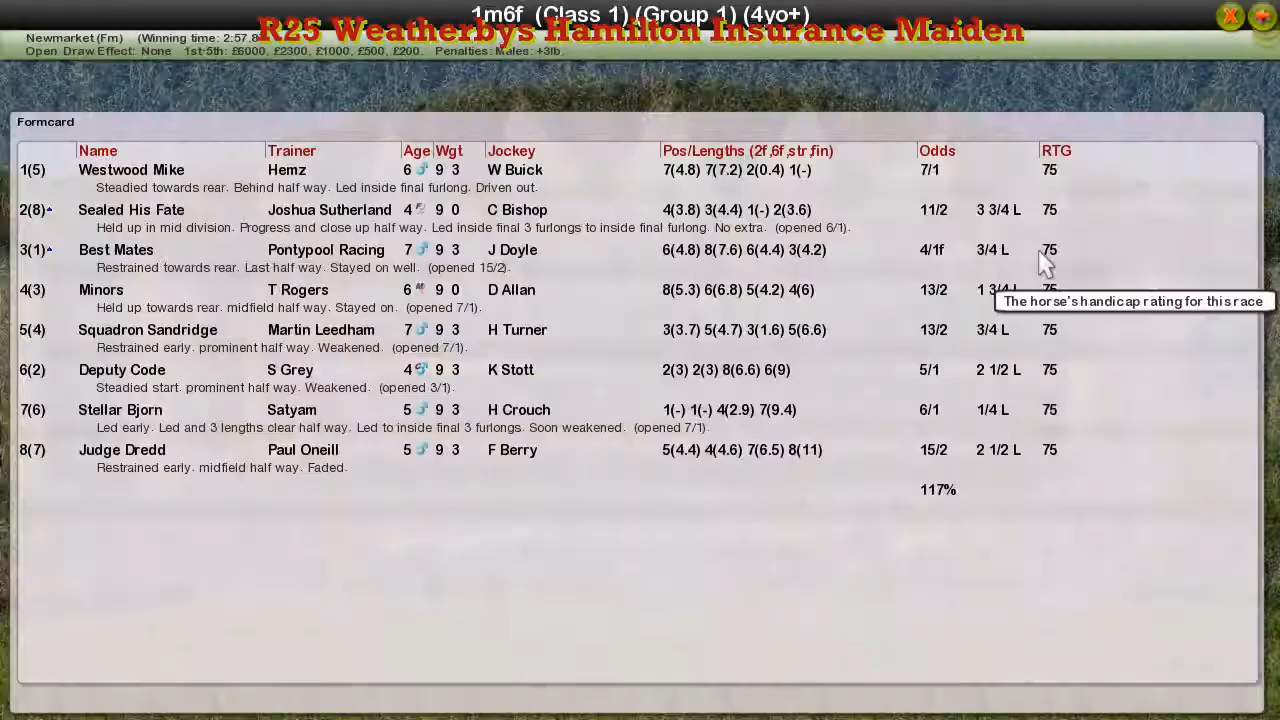 1m6f (Class 1) (Group 1) (4yo+)
R25 Weatherbys Hamilton Insurance Maiden
Newmarket (Fm) (Winning time: 2:57.8
Open Draw Effect: None 1st-5th: £6000, £2300, £1000, £500, £200. Penalties: Males: +3lb.
Formcard
Name Trainer Age Wgt Jockey Pos/Lengths (2f,6f,str,fin) Odds RTG
1(5) Westwood Mike Hemz 6 9 3 W Buick 7(4.8) 7(7.2) 2(0.4) 1(-) 7/1 75
Steadied towards rear. Behind half way. Led inside final furlong. Driven out.
2(8) Sealed His Fate Joshua Sutherland 4 9 0 C Bishop 4(3.8) 3(4.4) 1(-) 2(3.6) 11/2 3 3/4 L 75
Held up in mid division. Progress and close up half way. Led inside final 3 furlongs to inside final furlong. No extra. (opened 6/1).
3(1) Best Mates Pontypool Racing 7 9 3 J Doyle 6(4.8) 8(7.6) 6(4.4) 3(4.2) 4/1f 3/4 L 75
Restrained towards rear. Last half way. Stayed on well. (opened 15/2).
4(3) Minors T Rogers 6 9 0 D Allan 8(5.3) 6(6.8) 5(4.2) 4(6) 13/2 1 3/4 L 75
Held up towards rear. midfield half way. Stayed on. (opened 7/1).
The horse's handicap rating for this race
5(4) Squadron Sandridge Martin Leedham 7 9 3 H Turner 3(3.7) 5(4.7) 3(1.6) 5(6.6) 13/2 3/4 L 75
Restrained early. prominent half way. Weakened. (opened 7/1).
6(2) Deputy Code S Grey 4 9 3 K Stott 2(3) 2(3) 8(6.6) 6(9) 5/1 2 1/2 L 75
Steadied start. prominent half way. Weakened. (opened 3/1).
7(6) Stellar Bjorn Satyam 5 9 3 H Crouch 1(-) 1(-) 4(2.9) 7(9.4) 6/1 1/4 L 75
Led early. Led and 3 lengths clear half way. Led to inside final 3 furlongs. Soon weakened. (opened 7/1).
8(7) Judge Dredd Paul Oneill 5 9 3 F Berry 5(4.4) 4(4.6) 7(6.5) 8(11) 15/2 2 1/2 L 75
Restrained early. midfield half way. Faded.
117%